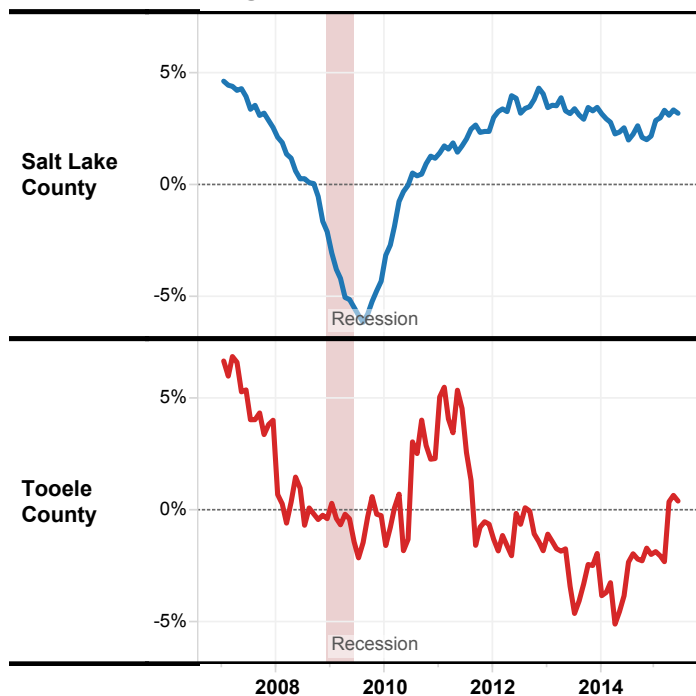 5%
Salt Lake
County
0%
-5%
Recession
5%
Tooele
County
0%
-5%
Recession
2008
2010
2012
2014